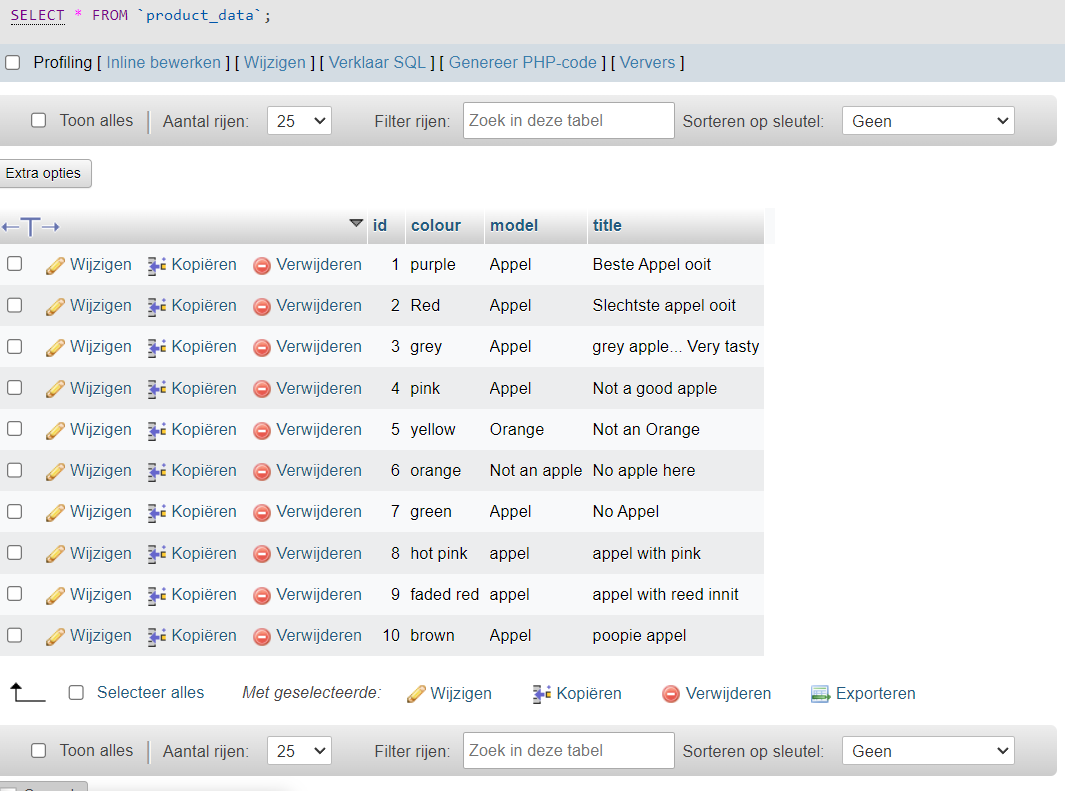 SELECT * FROM `product_data`;
Profiling [ Inline bewerken ] [ Wijzigen ] [ Verklaar SQL ] [ Genereer PHP-code ] [ Ververs ]
Toon alles | Aantal rijen: 25 Filter rijen: Zoek in deze tabel Sorteren op sleutel: Geen
Extra opties
←T→ id colour model title
Wijzigen Kopiëren Verwijderen 1 purple Appel Beste Appel ooit
Wijzigen Kopiëren Verwijderen 2 Red Appel Slechtste appel ooit
Wijzigen Kopiëren Verwijderen 3 grey Appel grey apple... Very tasty
Wijzigen Kopiëren Verwijderen 4 pink Appel Not a good apple
Wijzigen Kopiëren Verwijderen 5 yellow Orange Not an Orange
Wijzigen Kopiëren Verwijderen 6 orange Not an apple No apple here
Wijzigen Kopiëren Verwijderen 7 green Appel No Appel
Wijzigen Kopiëren Verwijderen 8 hot pink appel appel with pink
Wijzigen Kopiëren Verwijderen 9 faded red appel appel with reed innit
Wijzigen Kopiëren Verwijderen 10 brown Appel poopie appel
Selecteer alles Met geselecteerde: Wijzigen Kopiëren Verwijderen Exporteren
Toon alles | Aantal rijen: 25 Filter rijen: Zoek in deze tabel Sorteren op sleutel: Geen